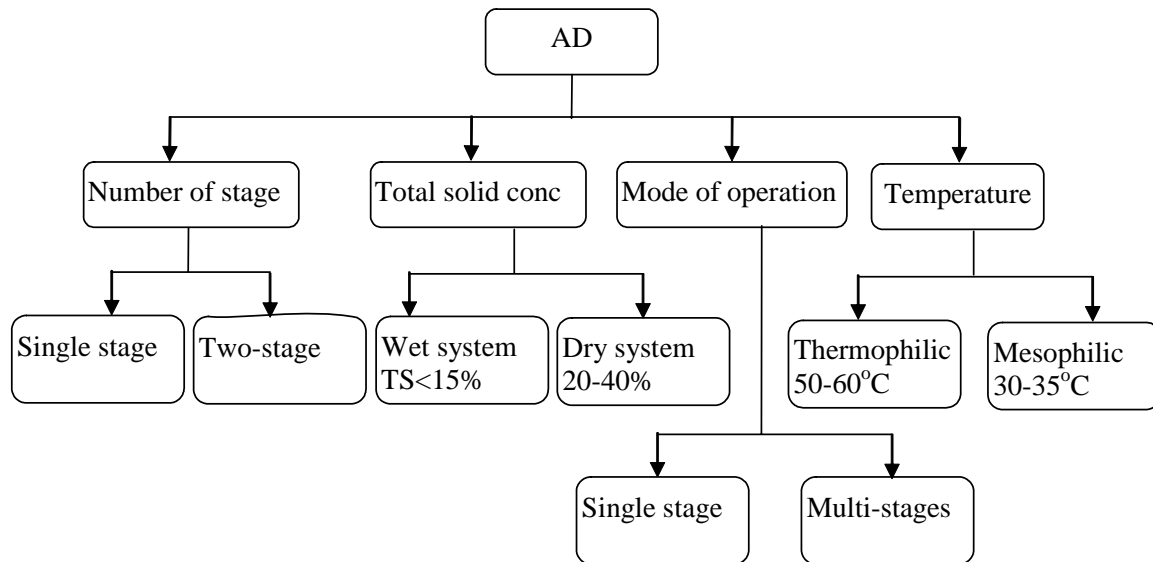 AD
Number of stage
Total solid conc
Mode of operation
Temperature
Single stage
Two-stage
Wet system
TS<15%
Dry system
20-40%
Thermophilic
50-60°C
Mesophilic
30-35°C
Single stage
Multi-stages